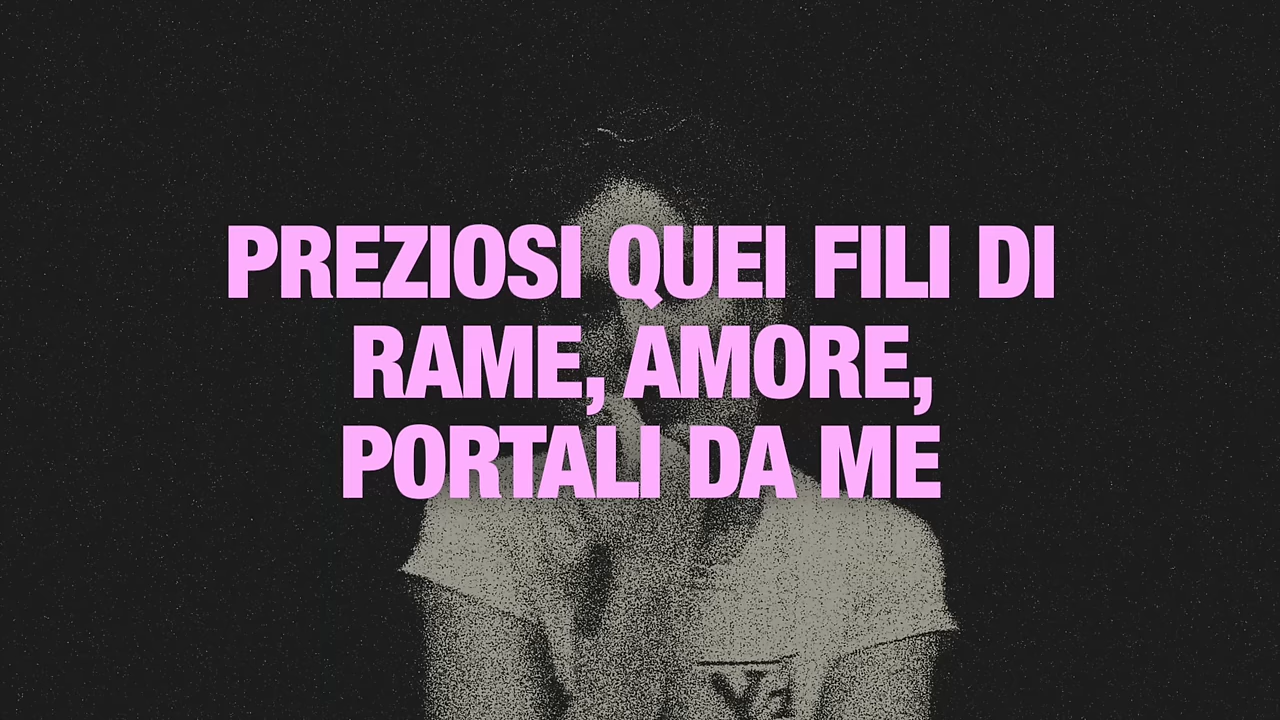 PREZIOSI QUEI FILI DI
RAME, AMORE,
PORTALI DA ME